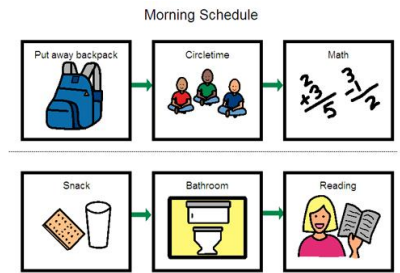 Morning Schedule
Put away backpack
Circletime
Math
2
+3
5
3
-1
2
Snack
Bathroom
Reading